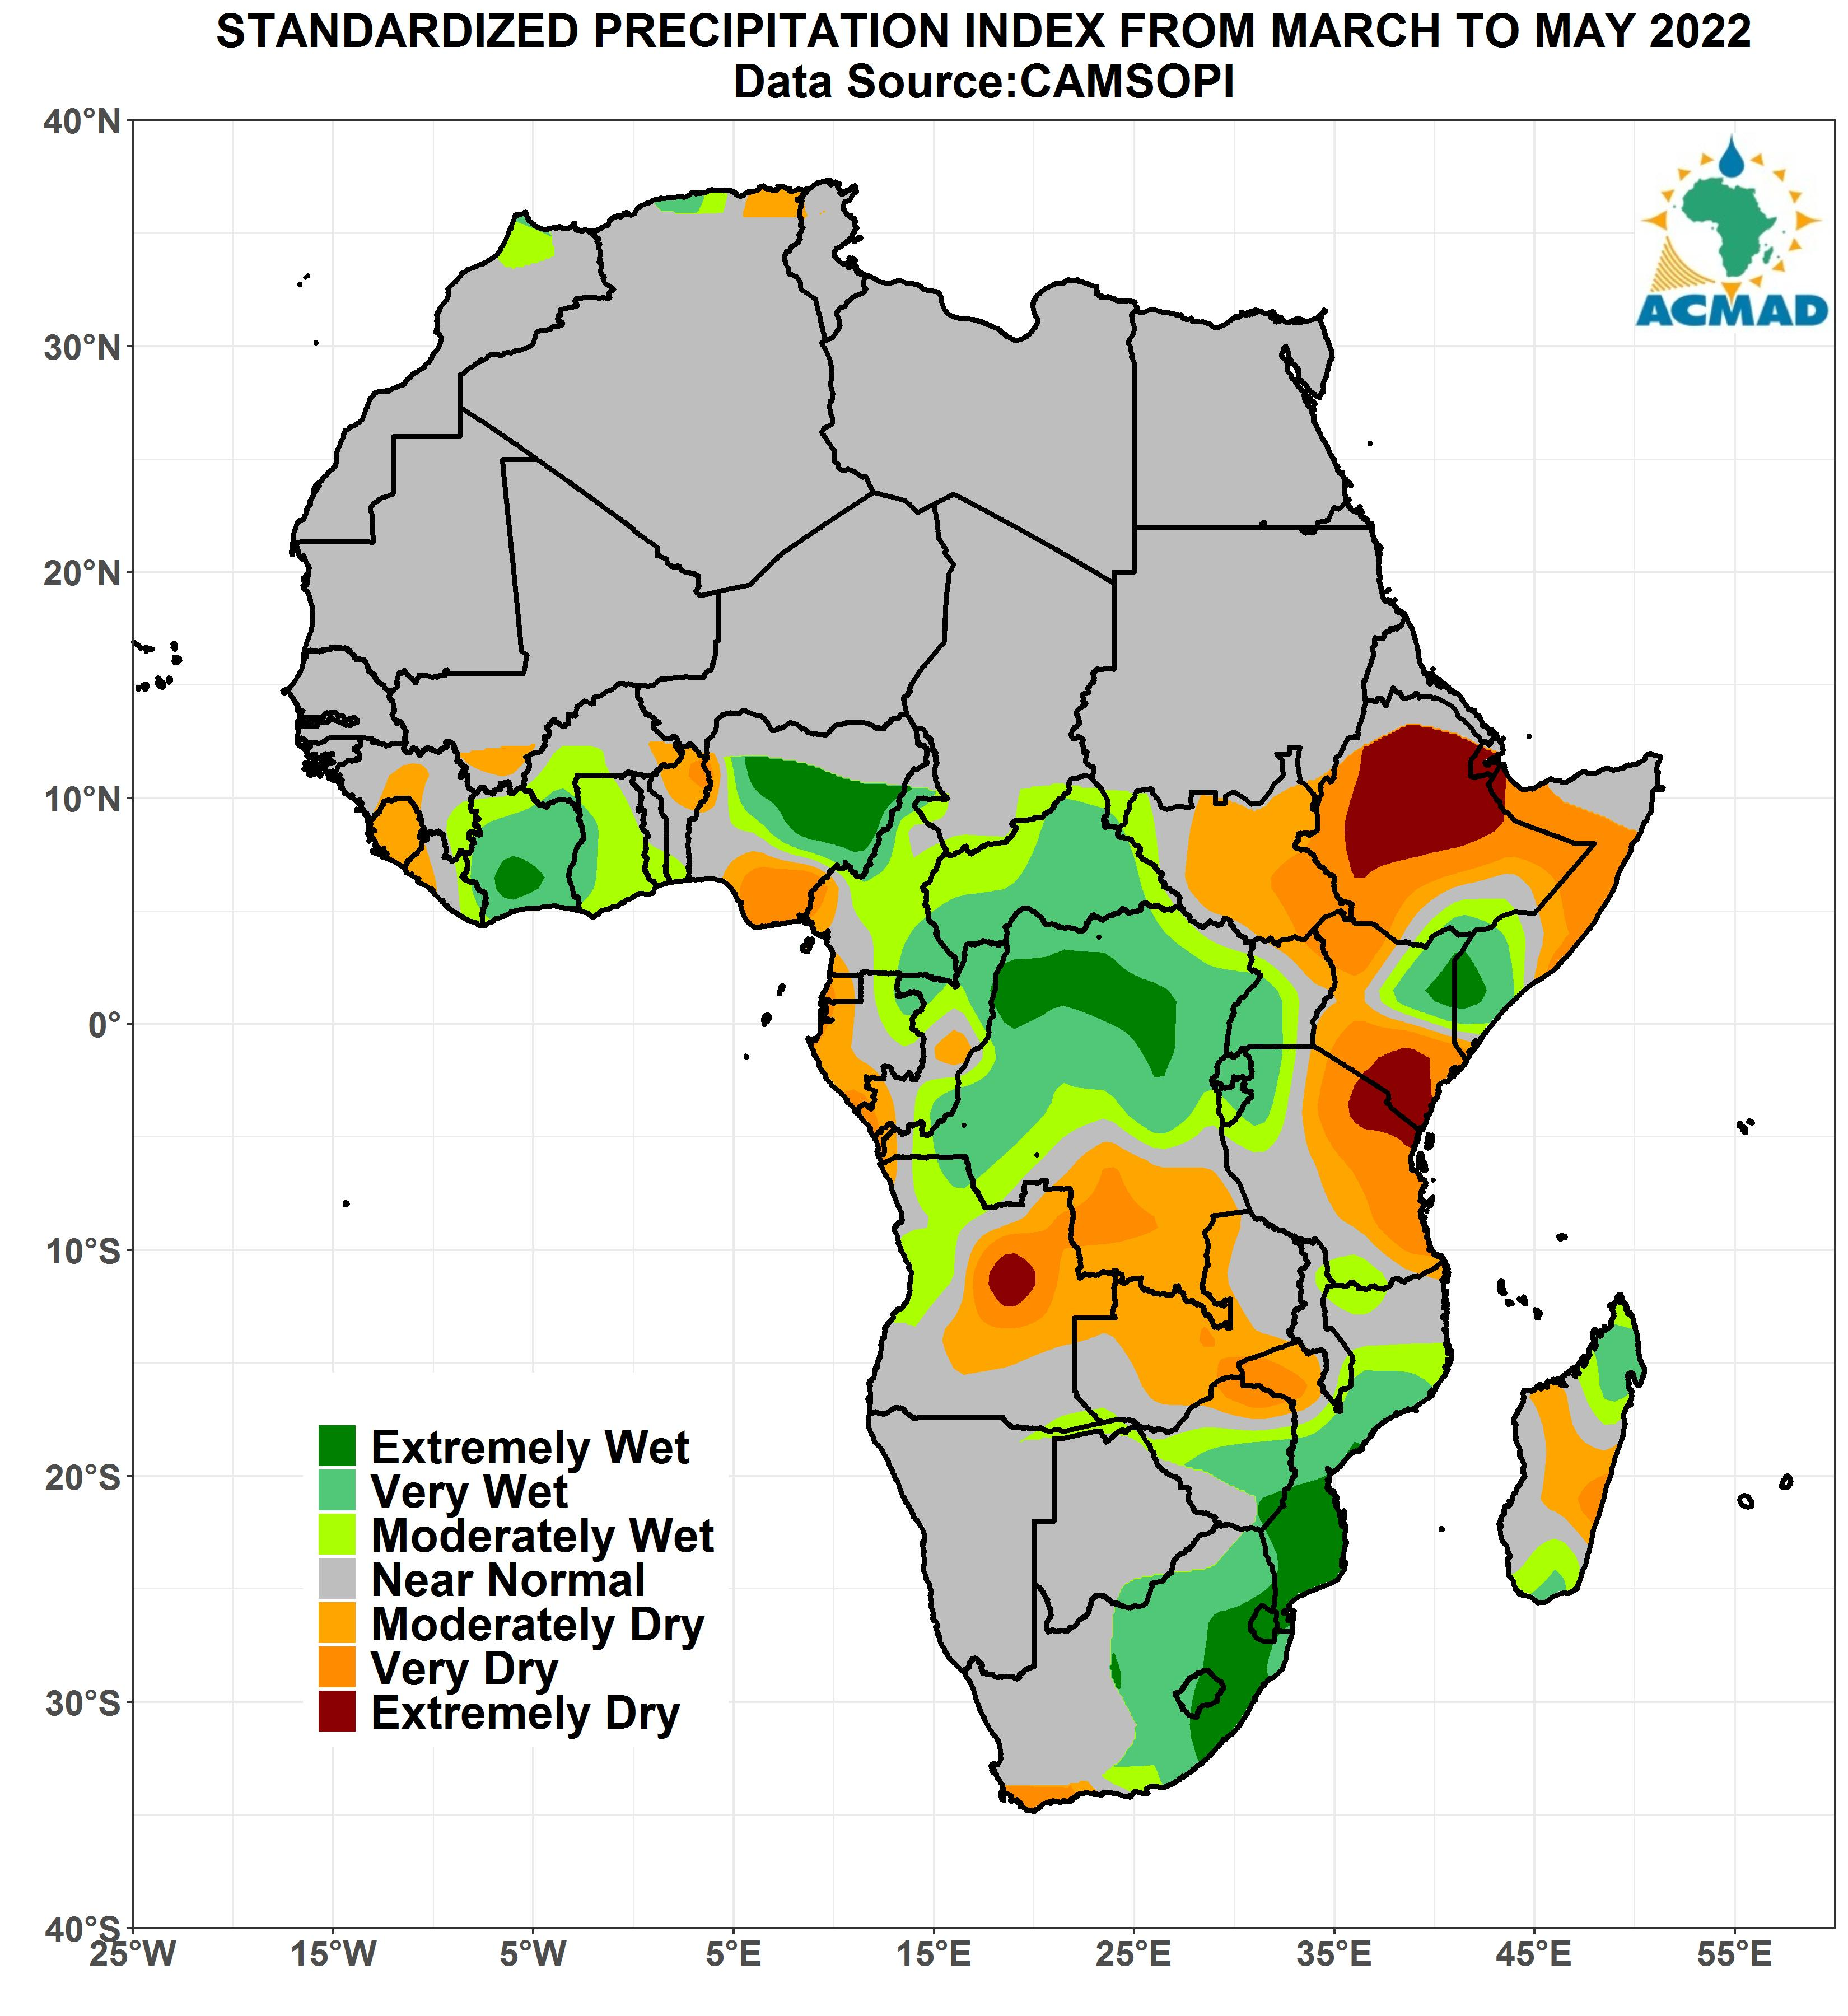 STANDARDIZED PRECIPITATION INDEX FROM MARCH TO MAY 2022
Data Source:CAMSOPI
40°N
30°N
20°N
10°N
0°
10°S
20°S
30°S
40°S
ACMAD
Extremely Wet
Very Wet
Moderately Wet
Near Normal
Moderately Dry
Very Dry
Extremely Dry
25°W
15°W
5°W
5°E
15°E
25°E
35°E
45°E
55°E